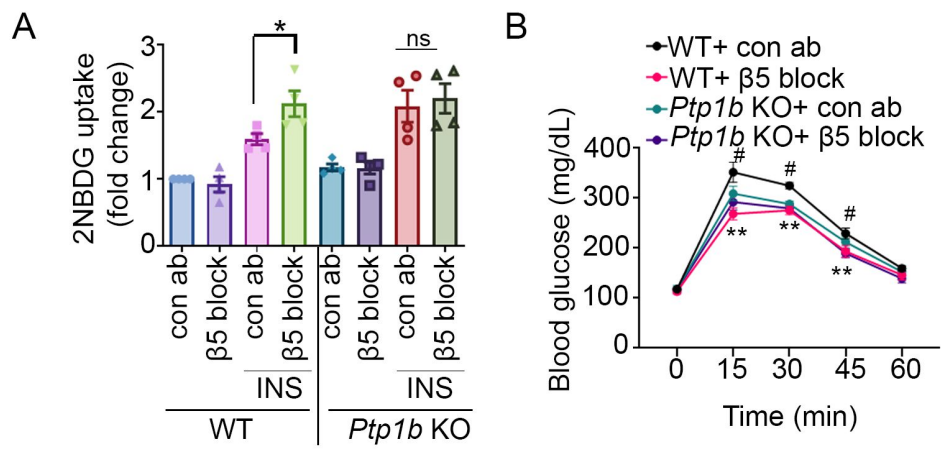 A
2NBDG uptake
(fold change)
3
2
1
0
*
ns
con ab
β5 block
con ab
β5 block
con ab
β5 block
con ab
β5 block
INS
INS
WT
Ptp1b KO
B
WT+ con ab
WT+ β5 block
Ptp1b KO+ con ab
Ptp1b KO+ β5 block
Blood glucose (mg/dL)
400
300
200
100
0
#
#
#
**
**
**
0 15 30 45 60
Time (min)